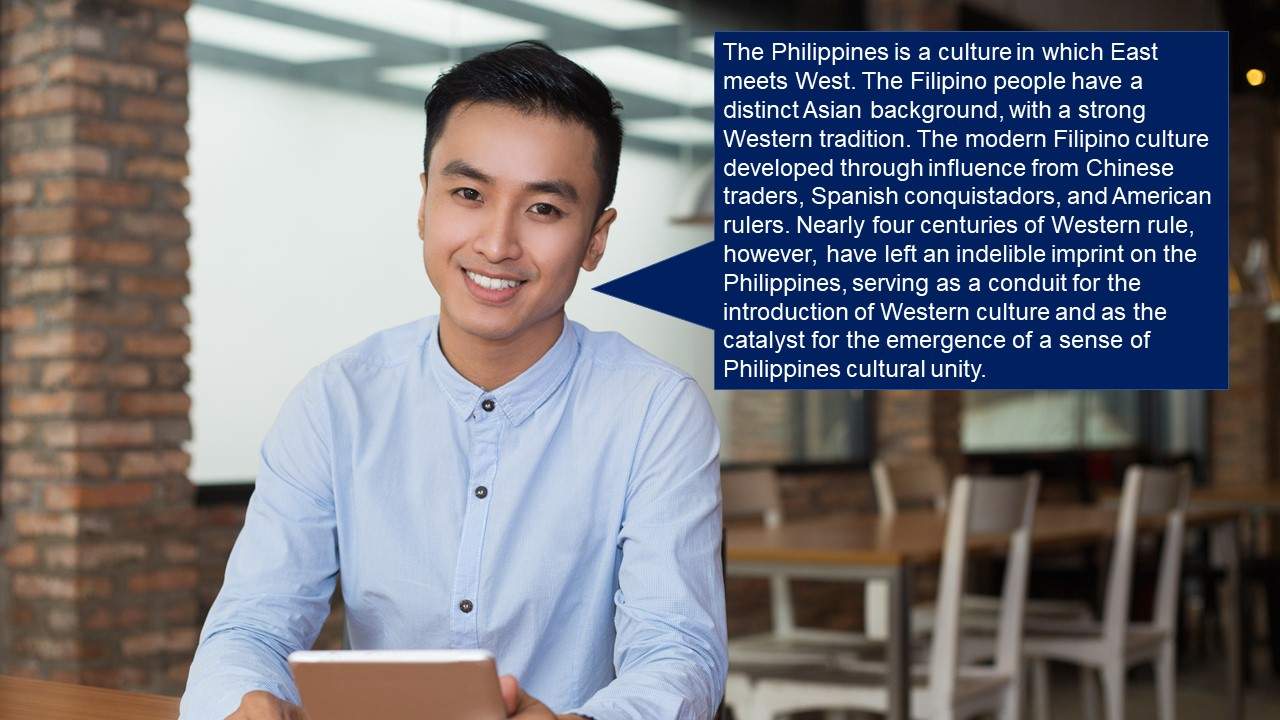 The Philippines is a culture in which East
meets West. The Filipino people have a
distinct Asian background, with a strong
Western tradition. The modern Filipino culture
developed through influence from Chinese
traders, Spanish conquistadors, and American
rulers. Nearly four centuries of Western rule,
however, have left an indelible imprint on the
Philippines, serving as a conduit for the
introduction of Western culture and as the
catalyst for the emergence of a sense of
Philippines cultural unity.